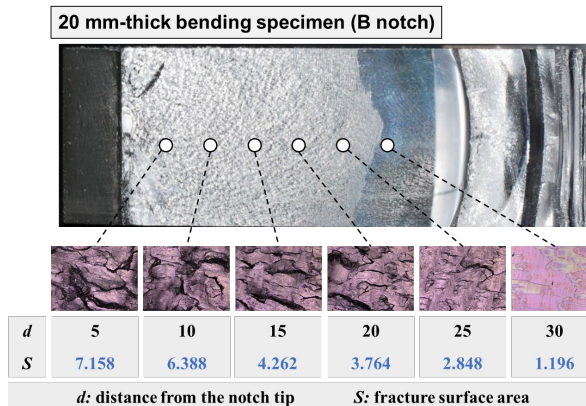 20 mm-thick bending specimen (B notch)
d 5 10 15 20 25 30
S 7.158 6.388 4.262 3.764 2.848 1.196
d: distance from the notch tip S: fracture surface area